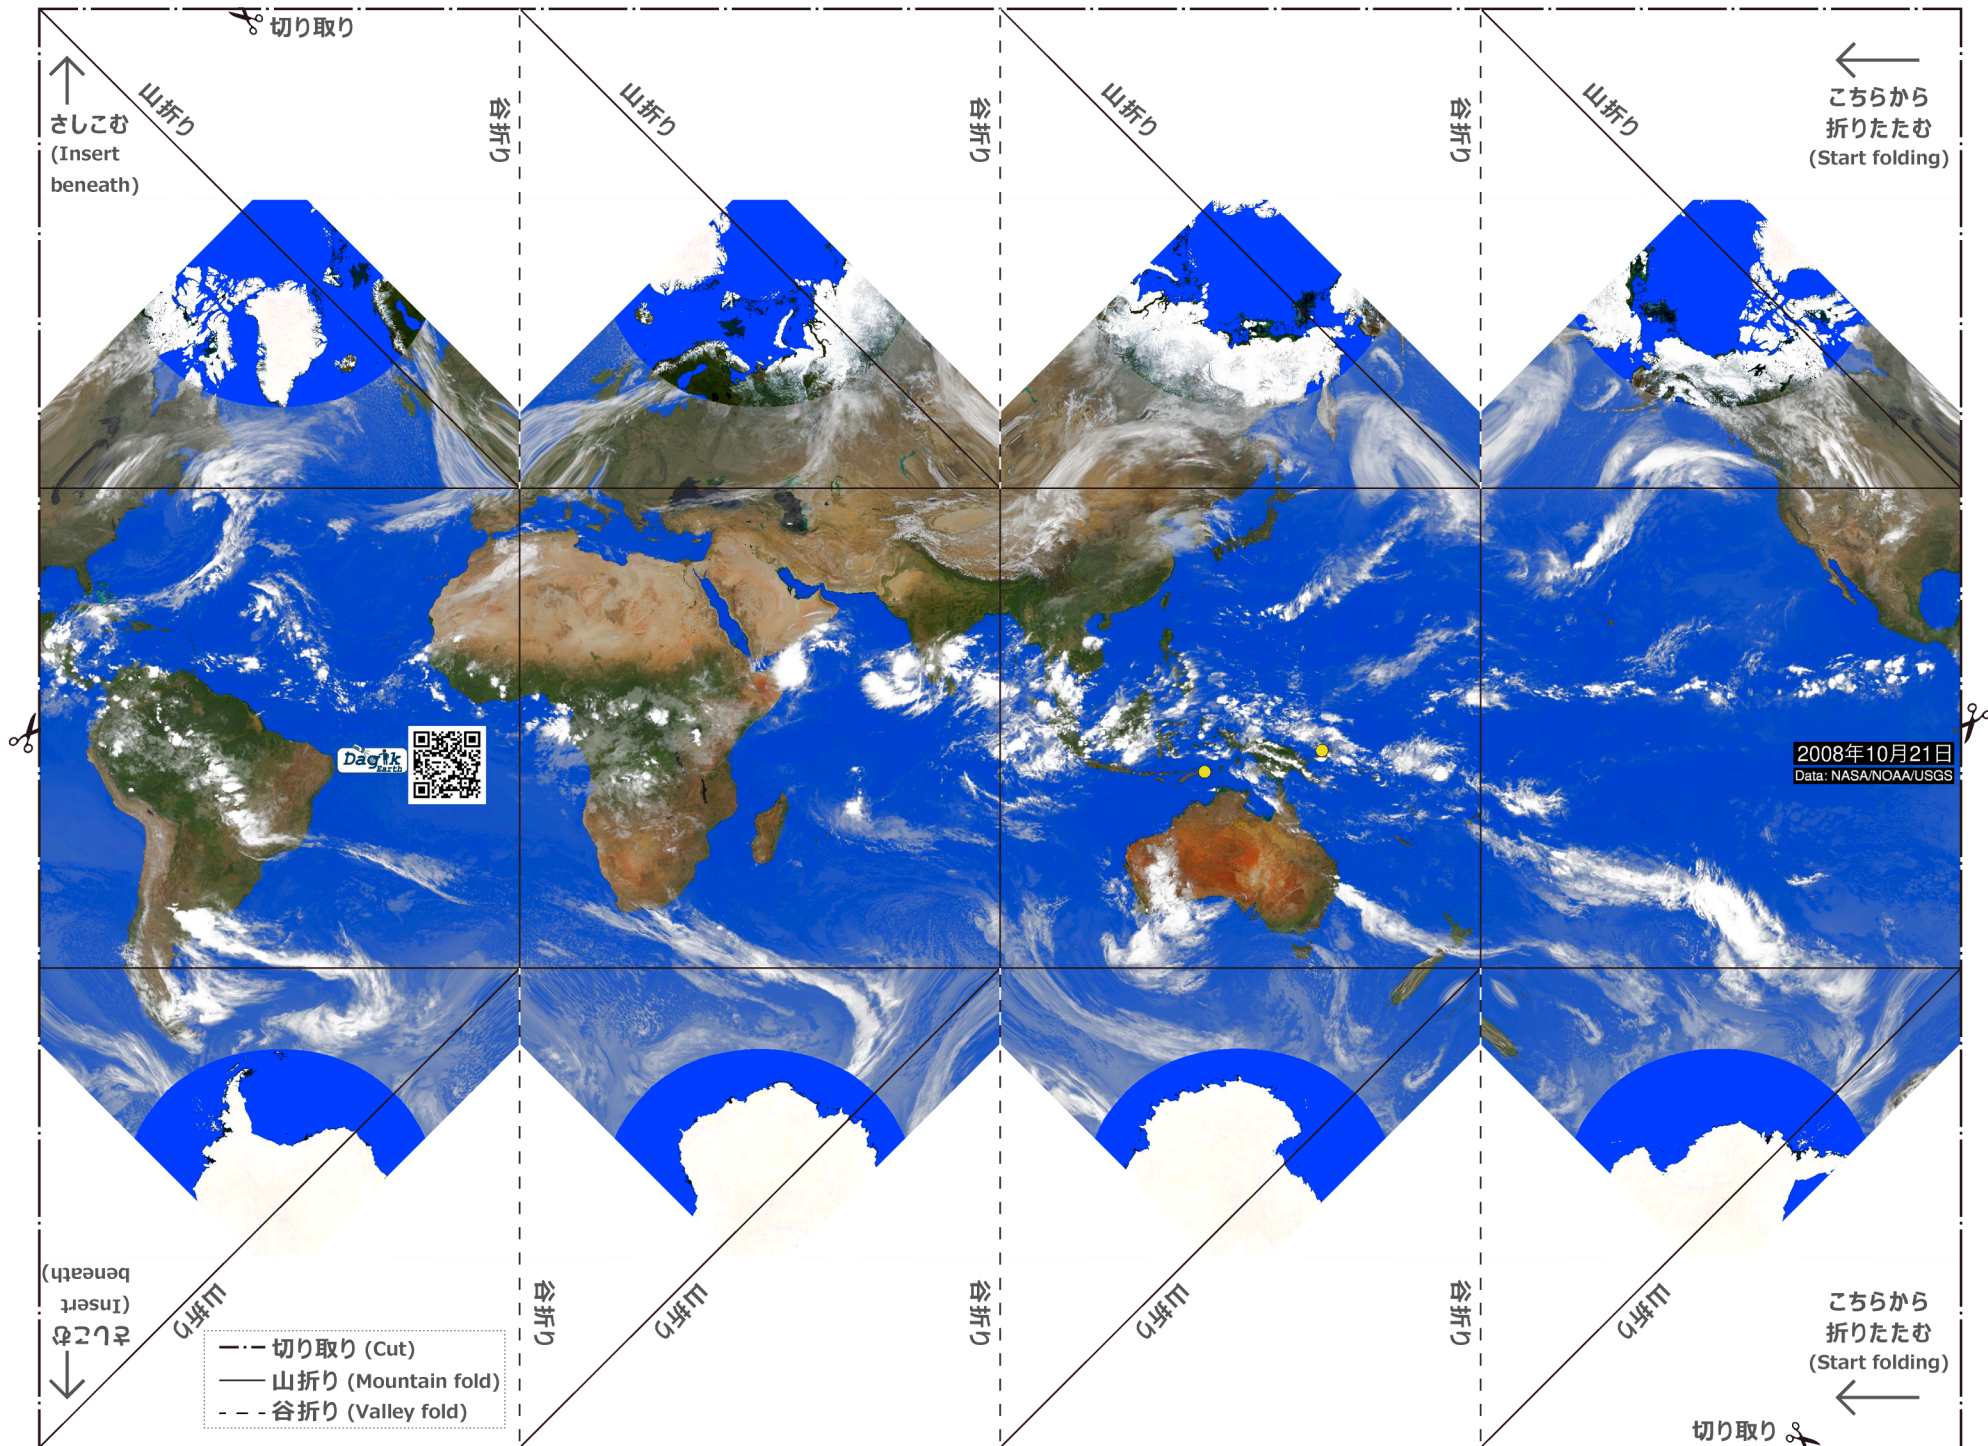 切り取り
さしこむ
(Insert
beneath)
山折り
谷折り
山折り
谷折り
山折り
谷折り
山折り
こちらから
折りたたむ
(Start folding)
Dagik
Earth
2008年10月21日
Data: NASA/NOAA/USGS
さしこむ
(Insert
beneath)
山折り
谷折り
山折り
谷折り
山折り
谷折り
山折り
こちらから
折りたたむ
(Start folding)
切り取り (Cut)
山折り (Mountain fold)
谷折り (Valley fold)
切り取り